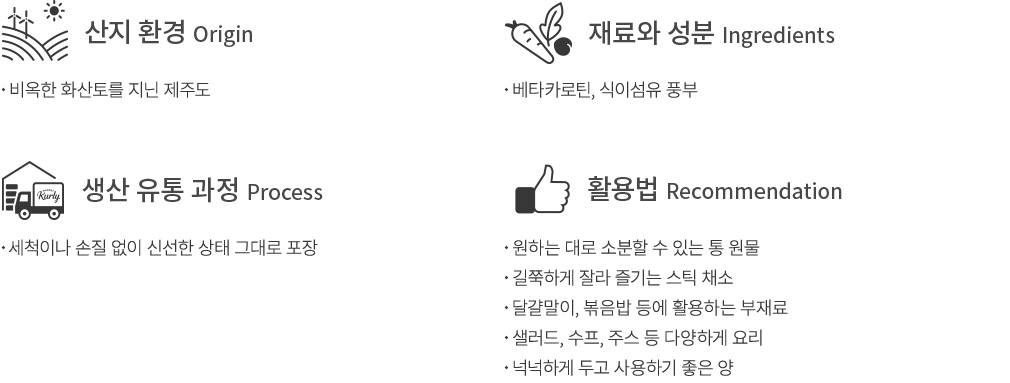 산지 환경 Origin
· 비옥한 화산토를 지닌 제주도
재료와 성분 Ingredients
· 베타카로틴, 식이섬유 풍부
Kurly
생산 유통 과정 Process
· 세척이나 손질 없이 신선한 상태 그대로 포장
활용법 Recommendation
· 원하는 대로 소분할 수 있는 통 원물
· 길쭉하게 잘라 즐기는 스틱 채소
· 달걀말이, 볶음밥 등에 활용하는 부재료
· 샐러드, 수프, 주스 등 다양하게 요리
· 넉넉하게 두고 사용하기 좋은 양